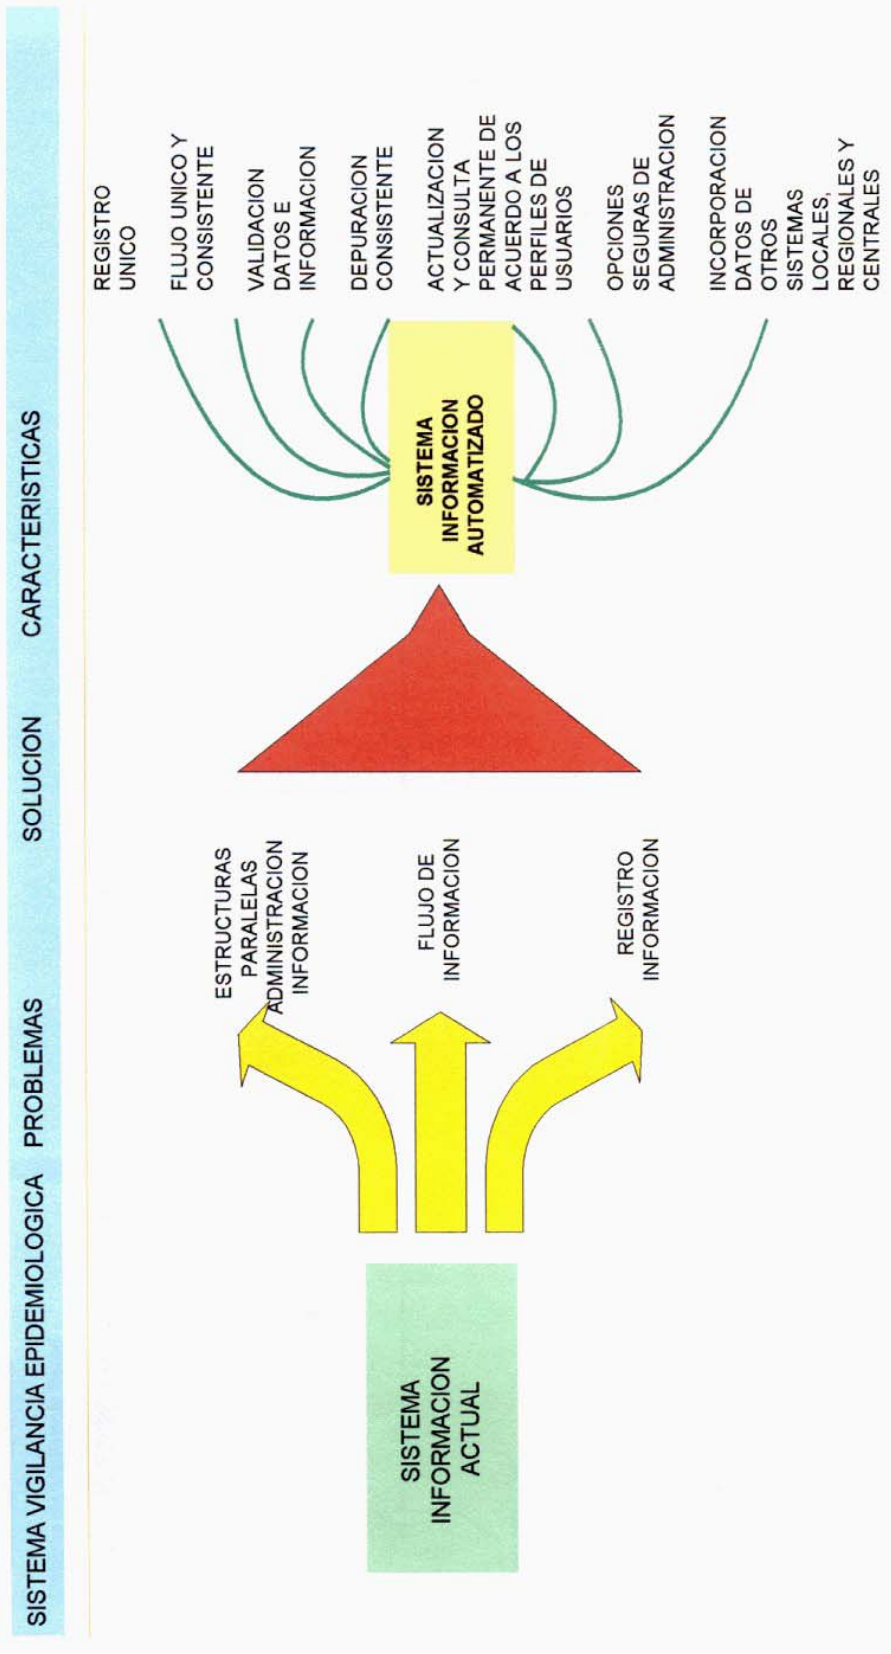 SISTEMA VIGILANCIA EPIDEMIOLOGICA PROBLEMAS SOLUCION CARACTERISTICAS
SISTEMA
INFORMACION
ACTUAL
ESTRUCTURAS
PARALELAS
ADMINISTRACION
INFORMACION
FLUJO DE
INFORMACION
REGISTRO
INFORMACION
SISTEMA
INFORMACION
AUTOMATIZADO
REGISTRO
UNICO
FLUJO UNICO Y
CONSISTENTE
VALIDACION
DATOS E
INFORMACION
DEPURACION
CONSISTENTE
ACTUALIZACION
Y CONSULTA
PERMANENTE DE
ACUERDO A LOS
PERFILES DE
USUARIOS
OPCIONES
SEGURAS DE
ADMINISTRACION
INCORPORACION
DATOS DE
OTROS
SISTEMAS
LOCALES,
REGIONALES Y
CENTRALES